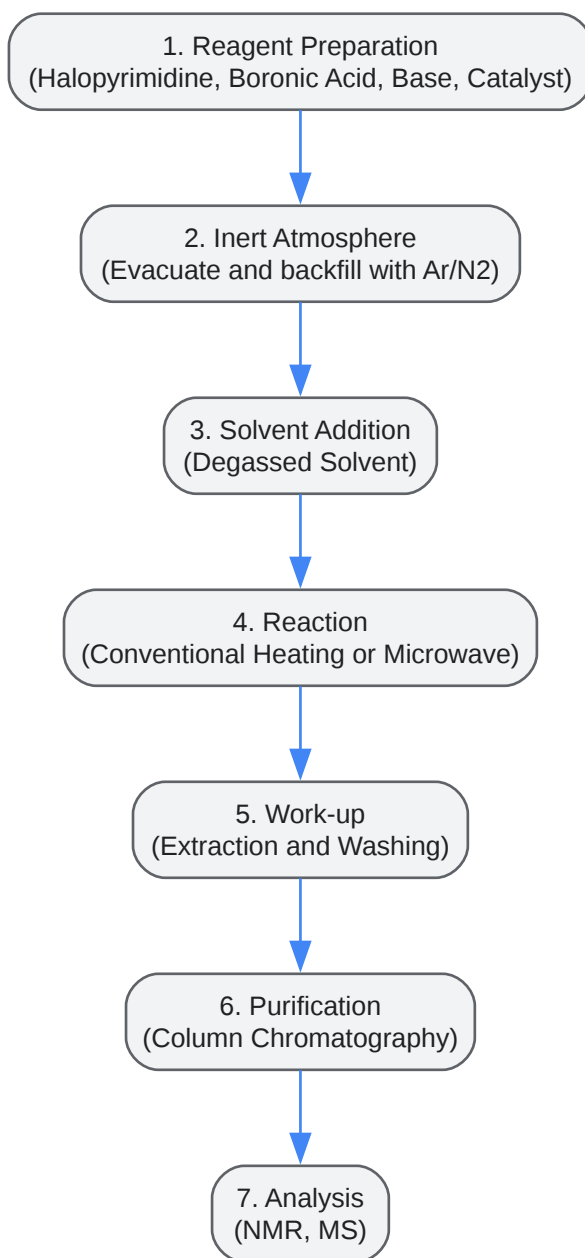 1. Reagent Preparation
(Halopyrimidine, Boronic Acid, Base, Catalyst)
2. Inert Atmosphere
(Evacuate and backfill with Ar/N2)
3. Solvent Addition
(Degassed Solvent)
4. Reaction
(Conventional Heating or Microwave)
5. Work-up
(Extraction and Washing)
6. Purification
(Column Chromatography)
7. Analysis
(NMR, MS)